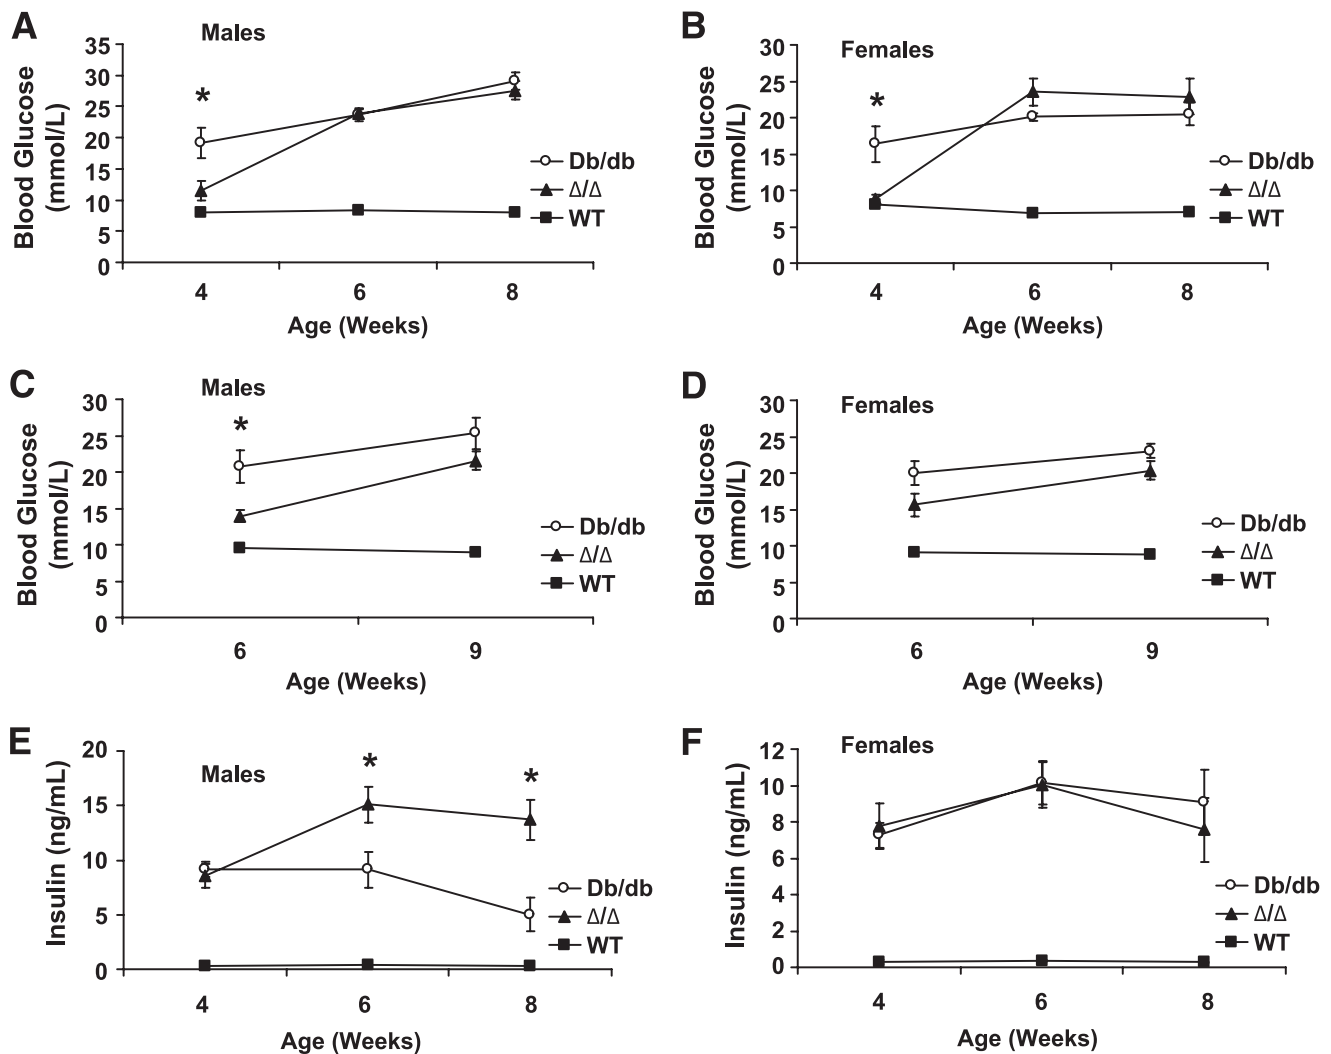 A
Males
Blood Glucose
(mmol/L)
35
30
25
20
15
10
5
0
*
Db/db
Δ/Δ
WT
4
6
8
Age (Weeks)
B
Females
Blood Glucose
(mmol/L)
30
25
20
15
10
5
0
*
Db/db
Δ/Δ
WT
4
6
8
Age (Weeks)
C
Males
Blood Glucose
(mmol/L)
30
25
20
15
10
5
0
*
Db/db
Δ/Δ
WT
6
9
Age (Weeks)
D
Females
Blood Glucose
(mmol/L)
30
25
20
15
10
5
0
Db/db
Δ/Δ
WT
6
9
Age (Weeks)
E
Males
Insulin (ng/mL)
20
15
10
5
0
*
*
Db/db
Δ/Δ
WT
4
6
8
Age (Weeks)
F
Females
Insulin (ng/mL)
12
10
8
6
4
2
0
Db/db
Δ/Δ
WT
4
6
8
Age (Weeks)